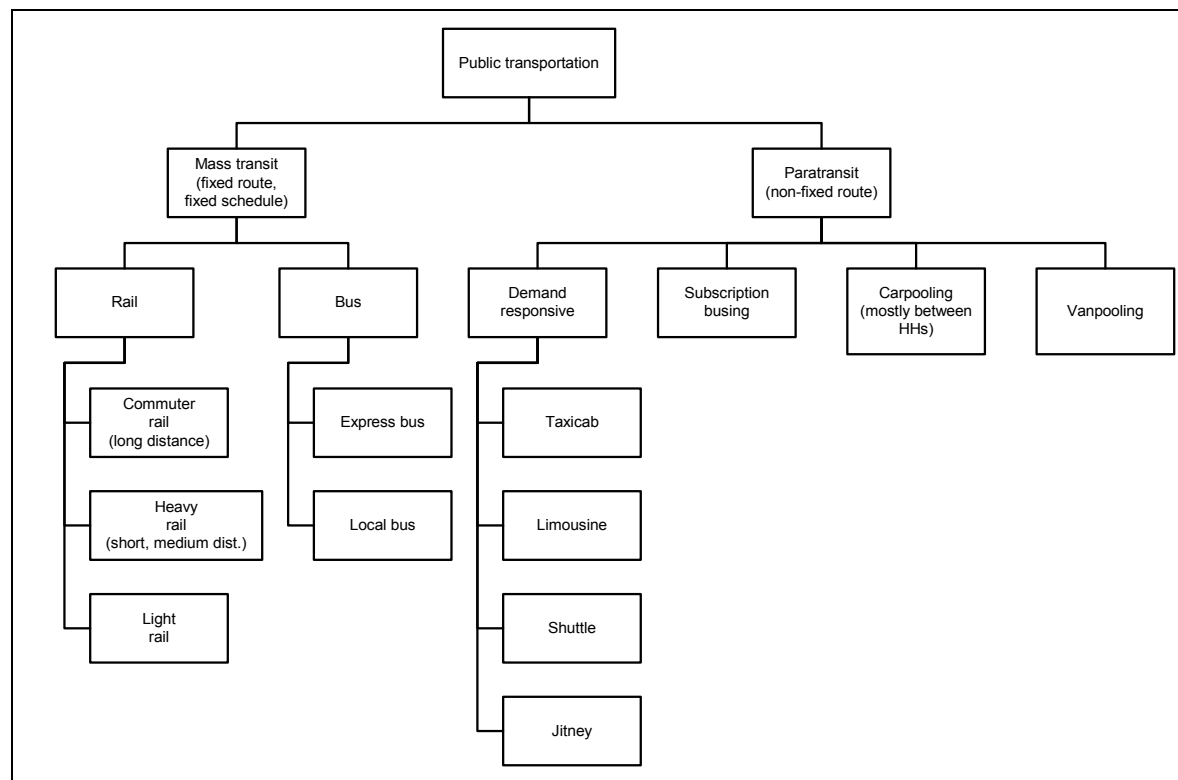 Public transportation
Mass transit
(fixed route,
fixed schedule)
Paratransit
(non-fixed route)
Rail
Bus
Demand
responsive
Subscription
busing
Carpooling
(mostly between
HHs)
Vanpooling
Commuter
rail
(long distance)
Express bus
Taxicab
Heavy
rail
(short, medium dist.)
Local bus
Limousine
Light
rail
Shuttle
Jitney